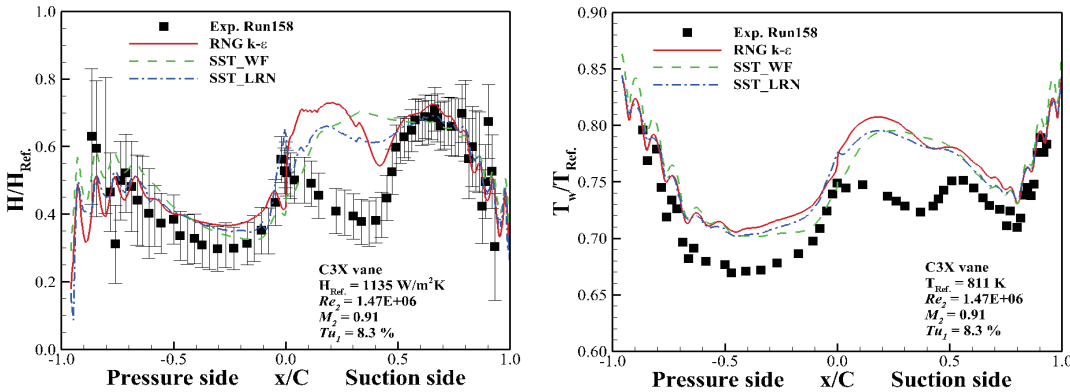 H/H_Ref.
1.0
0.8
0.6
0.4
0.2
0.0
Exp. Run158
RNG k-ε
SST_WF
SST_LRN
C3X vane
H_Ref. = 1135 W/m²K
Re₂ = 1.47E+06
M₂ = 0.91
Tu₁ = 8.3 %
-1.0 -0.5 0.0 0.5 1.0
Pressure side x/C Suction side
T_w/T_Ref.
0.90
0.85
0.80
0.75
0.70
0.65
0.60
Exp. Run158
RNG k-ε
SST_WF
SST_LRN
C3X vane
T_Ref. = 811 K
Re₂ = 1.47E+06
M₂ = 0.91
Tu₁ = 8.3 %
-1.0 -0.5 0.0 0.5 1.0
Pressure side x/C Suction side